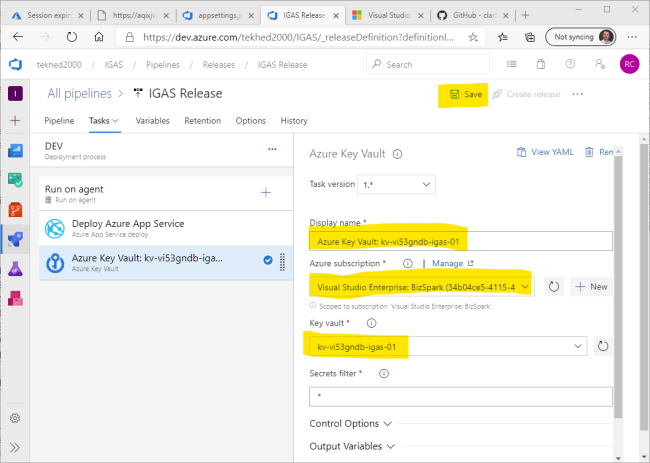 Session expir
https://aqixjv
appsettings.j
IGAS Release
Visual Studio
GitHub - clar
https://dev.azure.com/tekhed2000/IGAS/_releaseDefinition?definitionI...
Not syncing
tekhed2000 / IGAS / Pipelines / Releases / IGAS Release
Search
RC
I
All pipelines > IGAS Release
Save
Create release
Pipeline Tasks Variables Retention Options History
DEV
Deployment process
Run on agent
Run on agent
Deploy Azure App Service
Azure App Service deploy
Azure Key Vault: kv-vi53gndb-iga...
Azure Key Vault
Azure Key Vault
View YAML
Ren
Task version 1.*
Display name *
Azure Key Vault: kv-vi53gndb-igas-01
Azure subscription * | Manage
Visual Studio Enterprise: BizSpark (34b04ce5-4115-4
New
Scoped to subscription 'Visual Studio Enterprise: BizSpark'
Key vault *
kv-vi53gndb-igas-01
Secrets filter *
*
Control Options
Output Variables